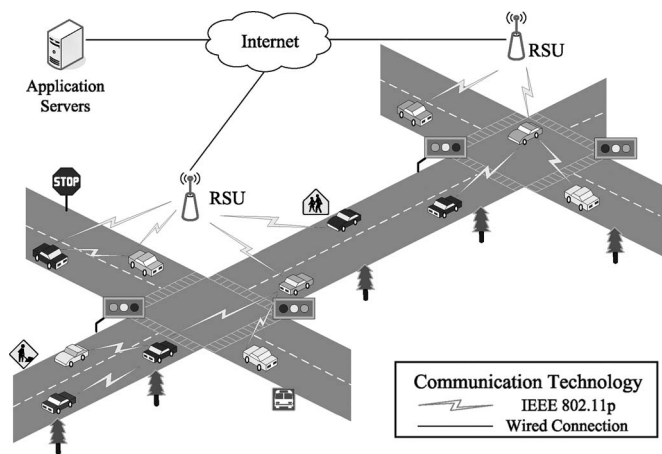 Internet
RSU
Application
Servers
STOP
RSU
Communication Technology
IEEE 802.11p
Wired Connection